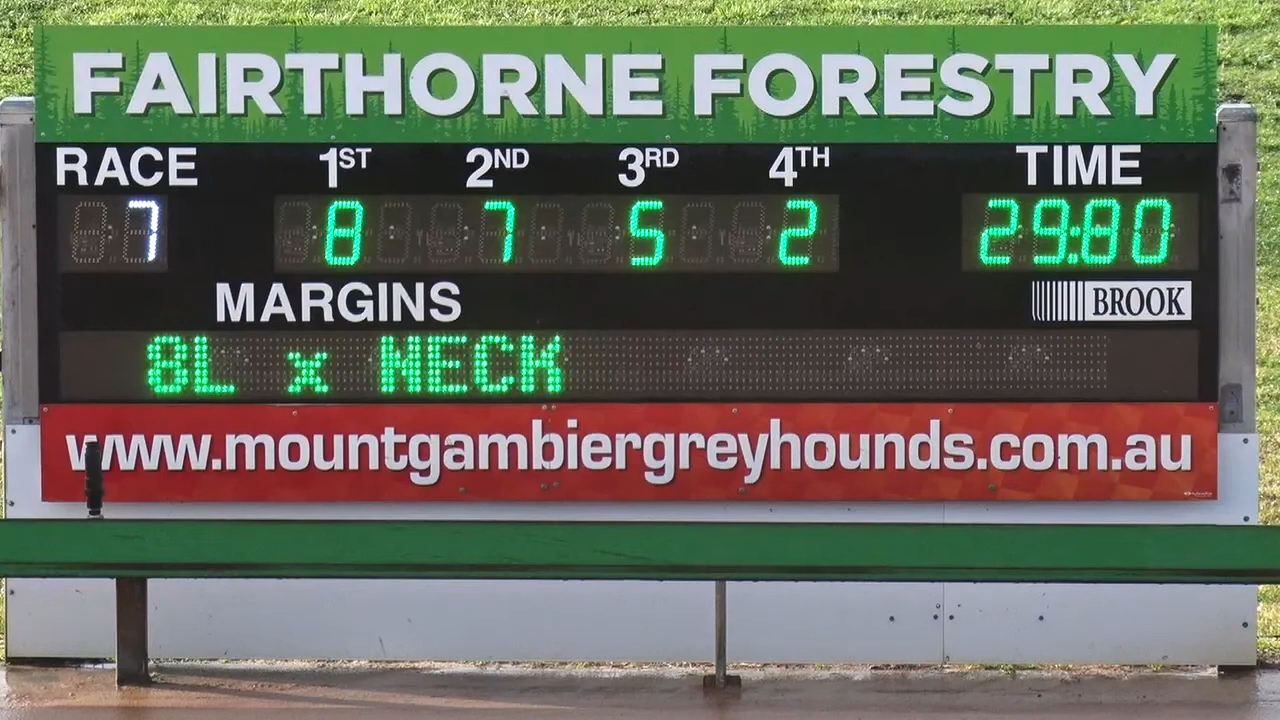 FAIRTHORNE FORESTRY
RACE 1ST 2ND 3RD 4TH TIME
7 8 7 5 2 29:80
MARGINS BROOK
8L x NECK
www.mountgambiergreyhounds.com.au